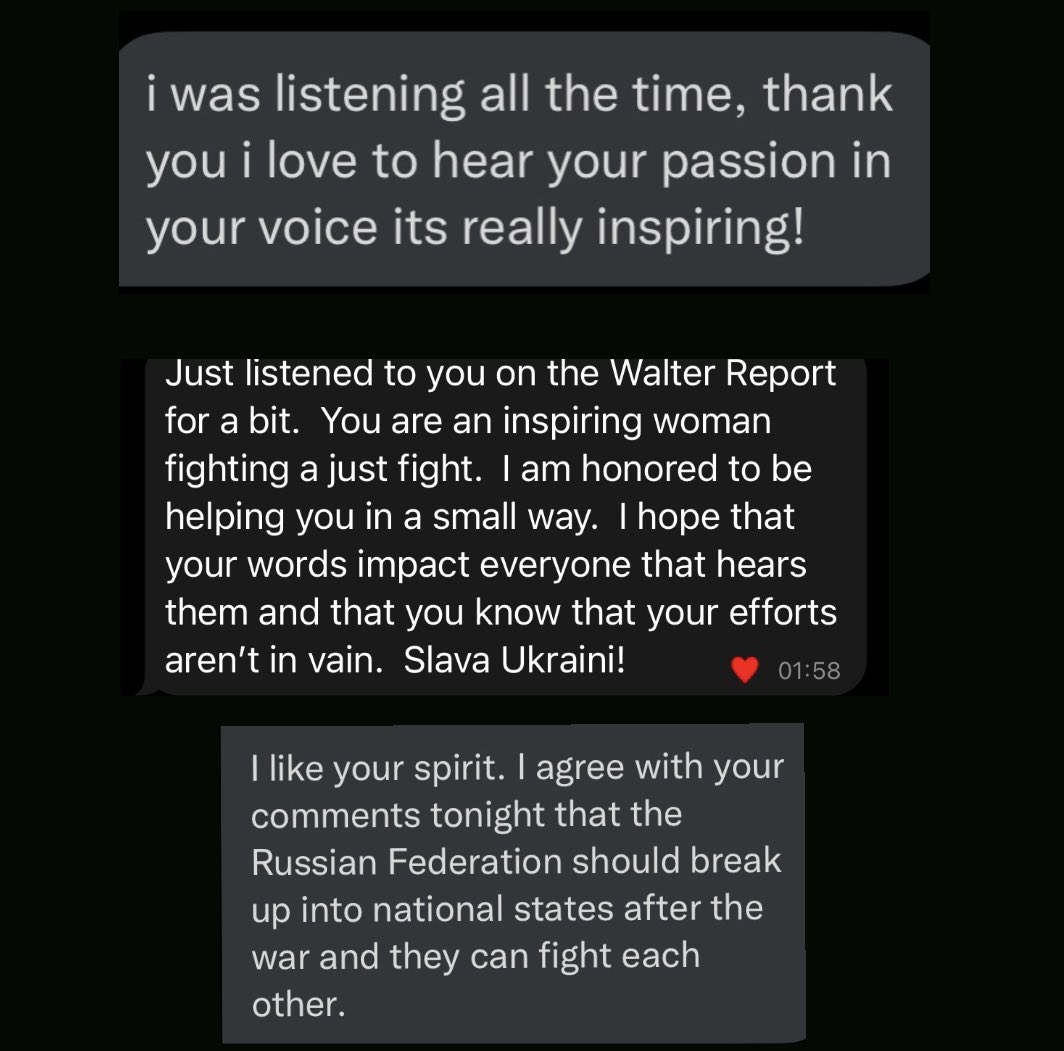 i was listening all the time, thank
you i love to hear your passion in
your voice its really inspiring!
Just listened to you on the Walter Report
for a bit.  You are an inspiring woman
fighting a just fight.  I am honored to be
helping you in a small way.  I hope that
your words impact everyone that hears
them and that you know that your efforts
aren’t in vain.  Slava Ukraini!
01:58
I like your spirit. I agree with your
comments tonight that the
Russian Federation should break
up into national states after the
war and they can fight each
other.